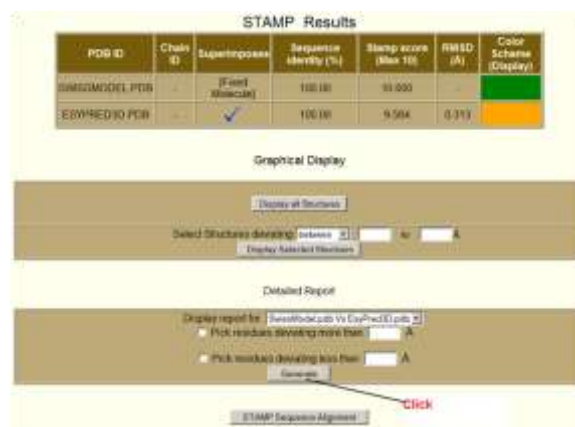 STAMP Results
PDB ID Chain ID Superimposes Sequence identity (%) Stamp score (Max 10) RMSD (Å) Color Scheme (Display)
SWISSMODEL.PDB - [Fixed Molecule] 100.00 10.000 -
ESYPRED3D.PDB - ✓ 100.00 9.584 0.313
Graphical Display
Display all Structures
Select Structures deviating between to Å
Display Selected Structures
Detailed Report
Display report for SwissModel.pdb Vs EsyPred3D.pdb
Pick residues deviating more than Å
Pick residues deviating less than Å
Generate
Click
STAMP Sequence Alignment